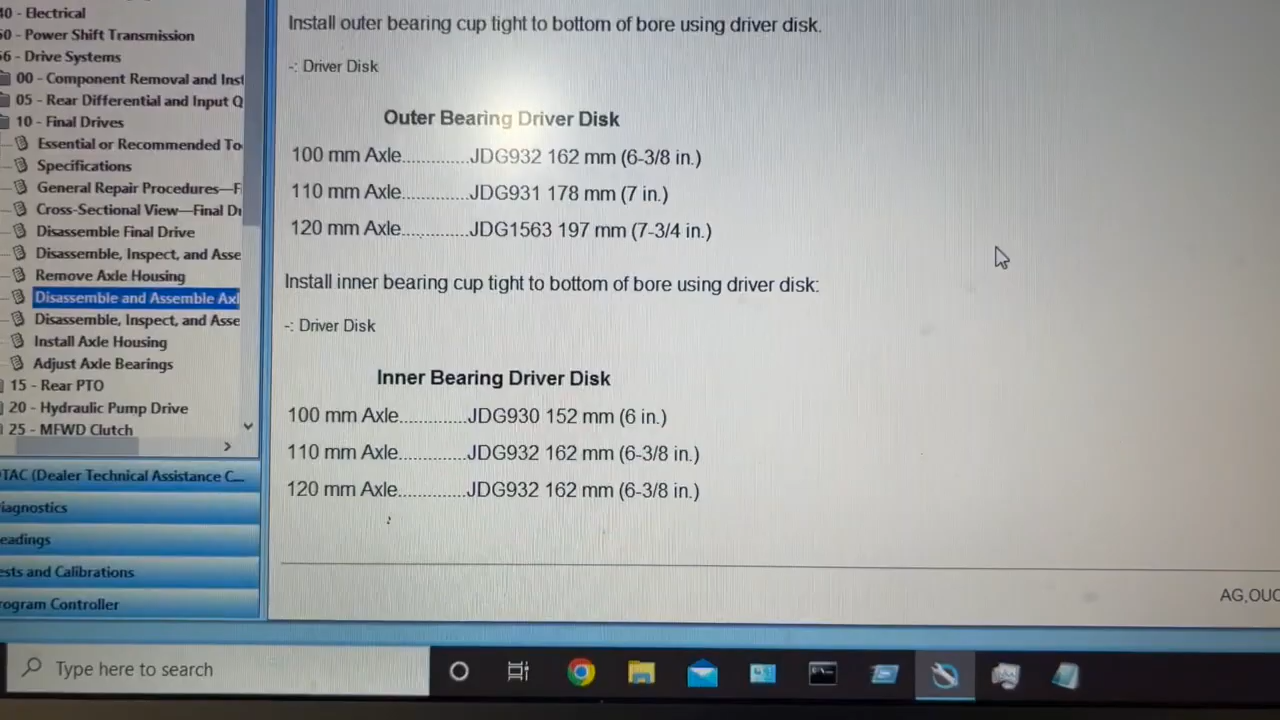 40 - Electrical
50 - Power Shift Transmission
56 - Drive Systems
00 - Component Removal and Inst
05 - Rear Differential and Input Q
10 - Final Drives
Essential or Recommended To
Specifications
General Repair Procedures—F
Cross-Sectional View—Final Dr
Disassemble Final Drive
Disassemble, Inspect, and Asse
Remove Axle Housing
Disassemble and Assemble Axl
Disassemble, Inspect, and Asse
Install Axle Housing
Adjust Axle Bearings
15 - Rear PTO
20 - Hydraulic Pump Drive
25 - MFWD Clutch
TAC (Dealer Technical Assistance C...
iagnostics
eadings
ests and Calibrations
rogram Controller
Install outer bearing cup tight to bottom of bore using driver disk.
-: Driver Disk
Outer Bearing Driver Disk
100 mm Axle.............JDG932 162 mm (6-3/8 in.)
110 mm Axle.............JDG931 178 mm (7 in.)
120 mm Axle.............JDG1563 197 mm (7-3/4 in.)
Install inner bearing cup tight to bottom of bore using driver disk:
-: Driver Disk
Inner Bearing Driver Disk
100 mm Axle.............JDG930 152 mm (6 in.)
110 mm Axle.............JDG932 162 mm (6-3/8 in.)
120 mm Axle.............JDG932 162 mm (6-3/8 in.)
AG,OUO
Type here to search